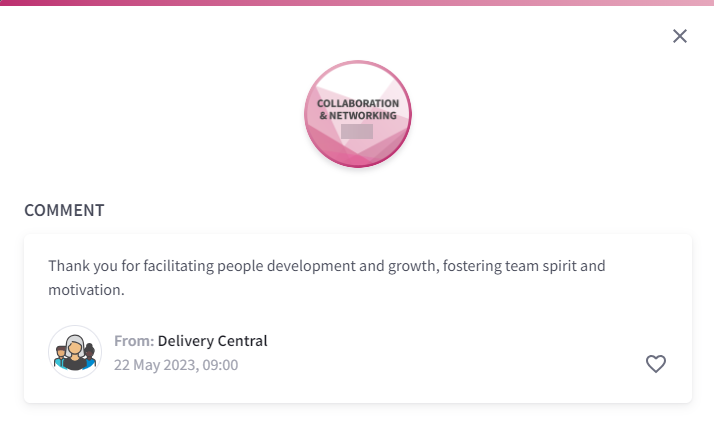 COLLABORATION
& NETWORKING
COMMENT
Thank you for facilitating people development and growth, fostering team spirit and
motivation.
From: Delivery Central
22 May 2023, 09:00